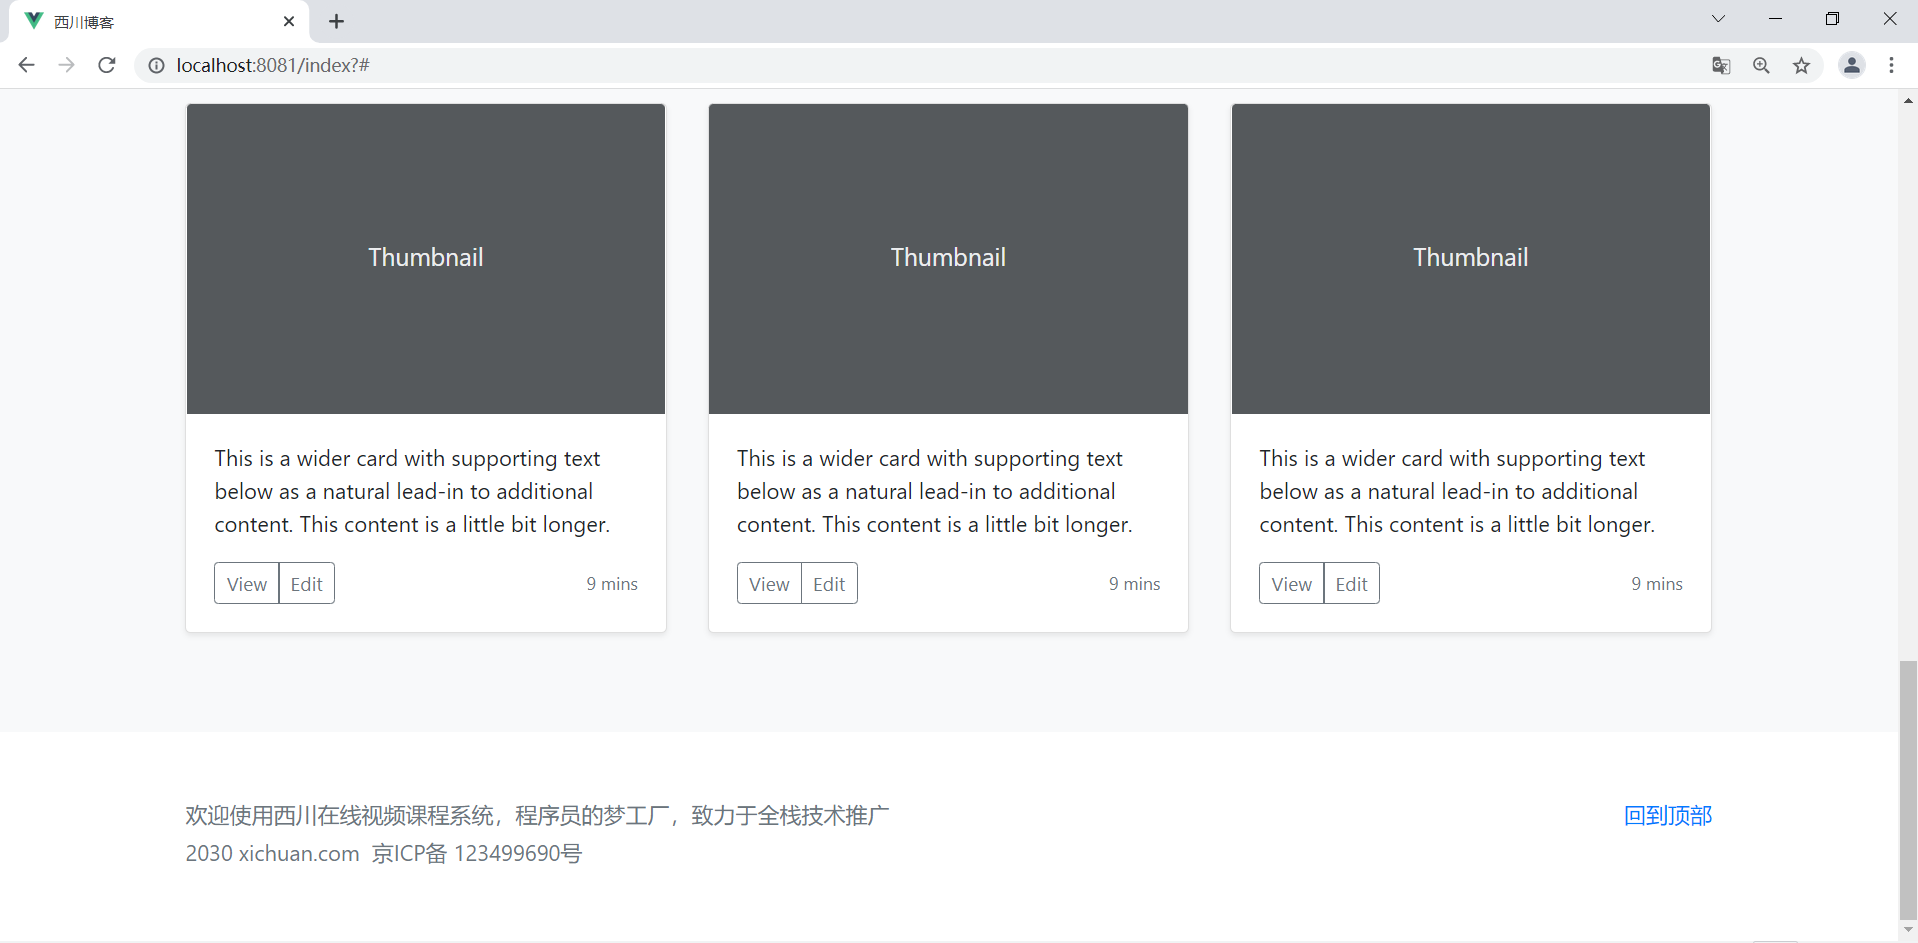 西川博客
localhost:8081/index?#
Thumbnail
Thumbnail
Thumbnail
This is a wider card with supporting text
below as a natural lead-in to additional
content. This content is a little bit longer.
View Edit 9 mins
This is a wider card with supporting text
below as a natural lead-in to additional
content. This content is a little bit longer.
View Edit 9 mins
This is a wider card with supporting text
below as a natural lead-in to additional
content. This content is a little bit longer.
View Edit 9 mins
欢迎使用西川在线视频课程系统，程序员的梦工厂，致力于全栈技术推广
回到顶部
2030 xichuan.com 京ICP备 123499690号